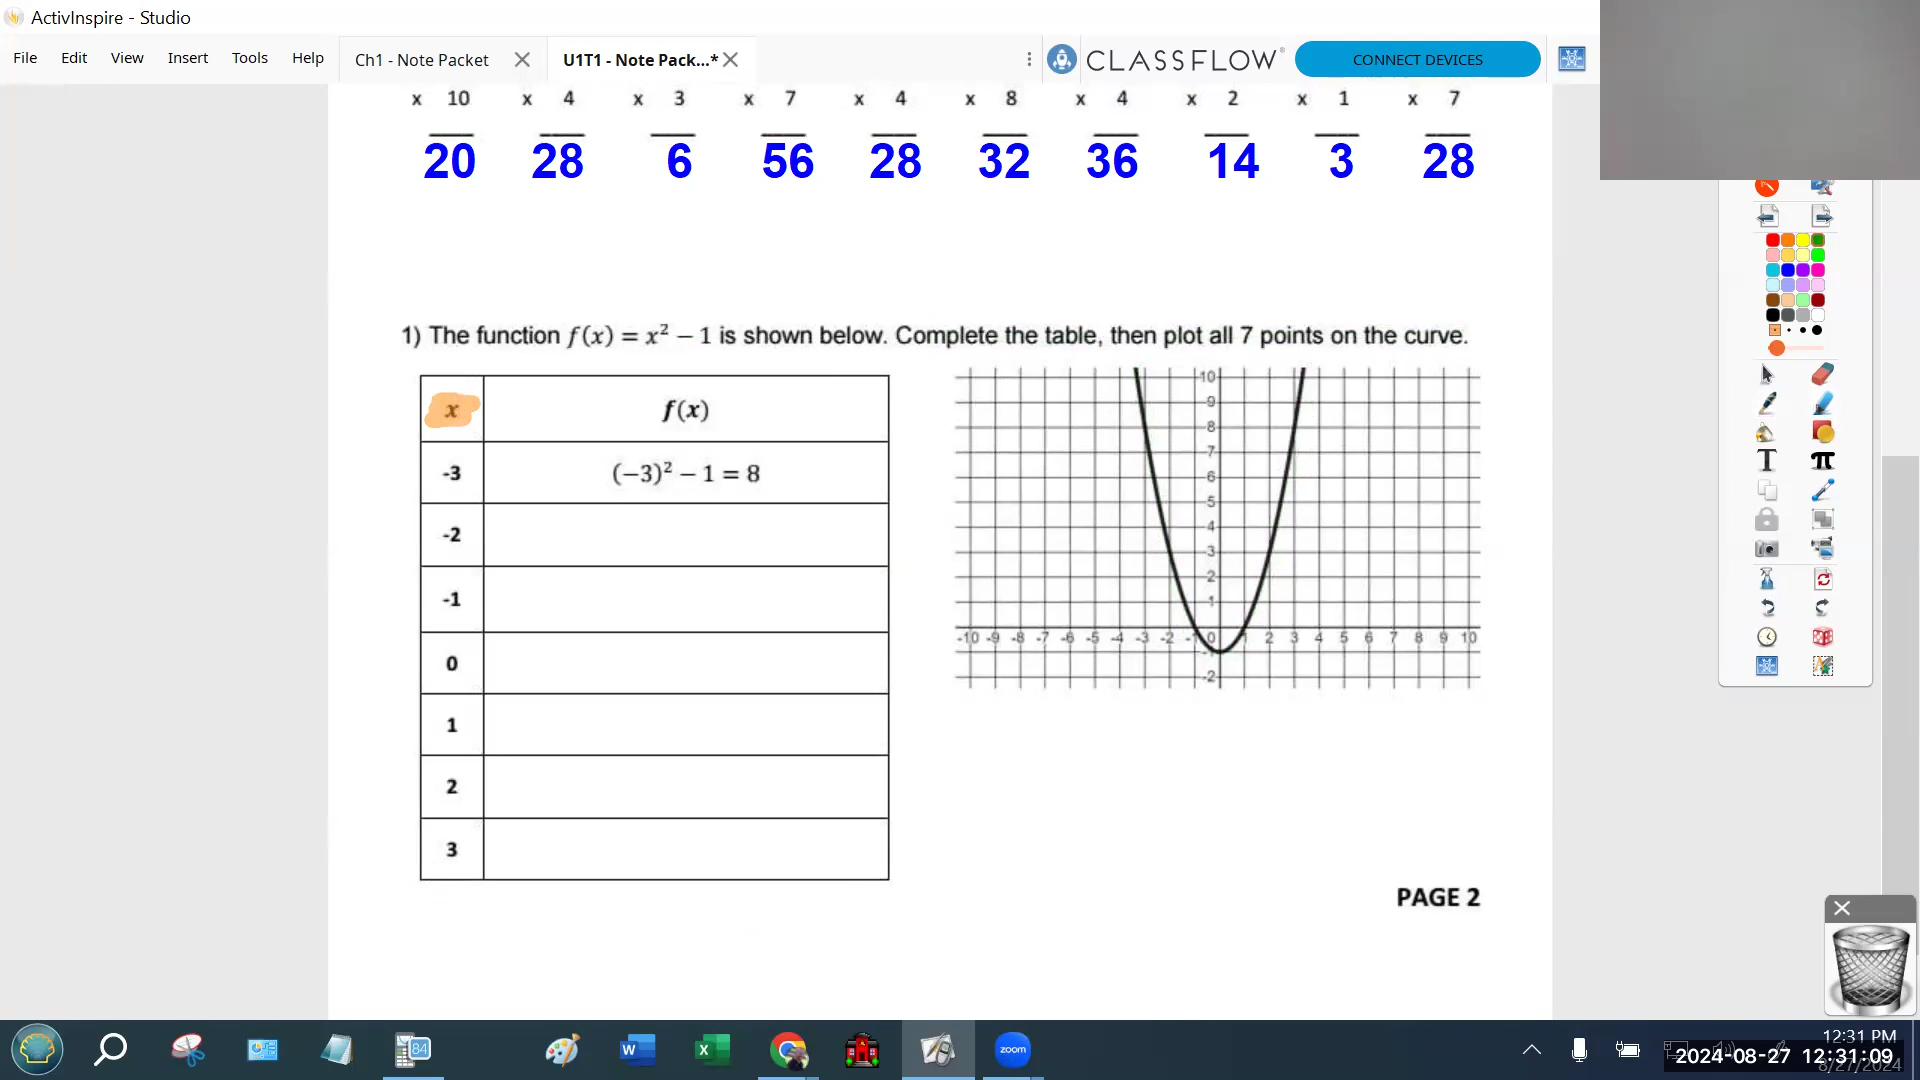 ActivInspire - Studio
File Edit View Insert Tools Help Ch1 - Note Packet U1T1 - Note Pack...* CLASSFLOW CONNECT DEVICES
x 10 x 4 x 3 x 7 x 4 x 8 x 4 x 2 x 1 x 7
20 28 6 56 28 32 36 14 3 28
1) The function f(x) = x² − 1 is shown below. Complete the table, then plot all 7 points on the curve.
x f(x)
-3 (−3)² − 1 = 8
-2
-1
0
1
2
3
10
9
8
7
6
5
4
3
2
1
-10 -9 -8 -7 -6 -5 -4 -3 -2 -1 0 2 3 4 5 6 7 8 9 10
-1
-2
PAGE 2
T π
84 W X zoom
12:31 PM
2024-08-27 12:31:09
8/27/2024